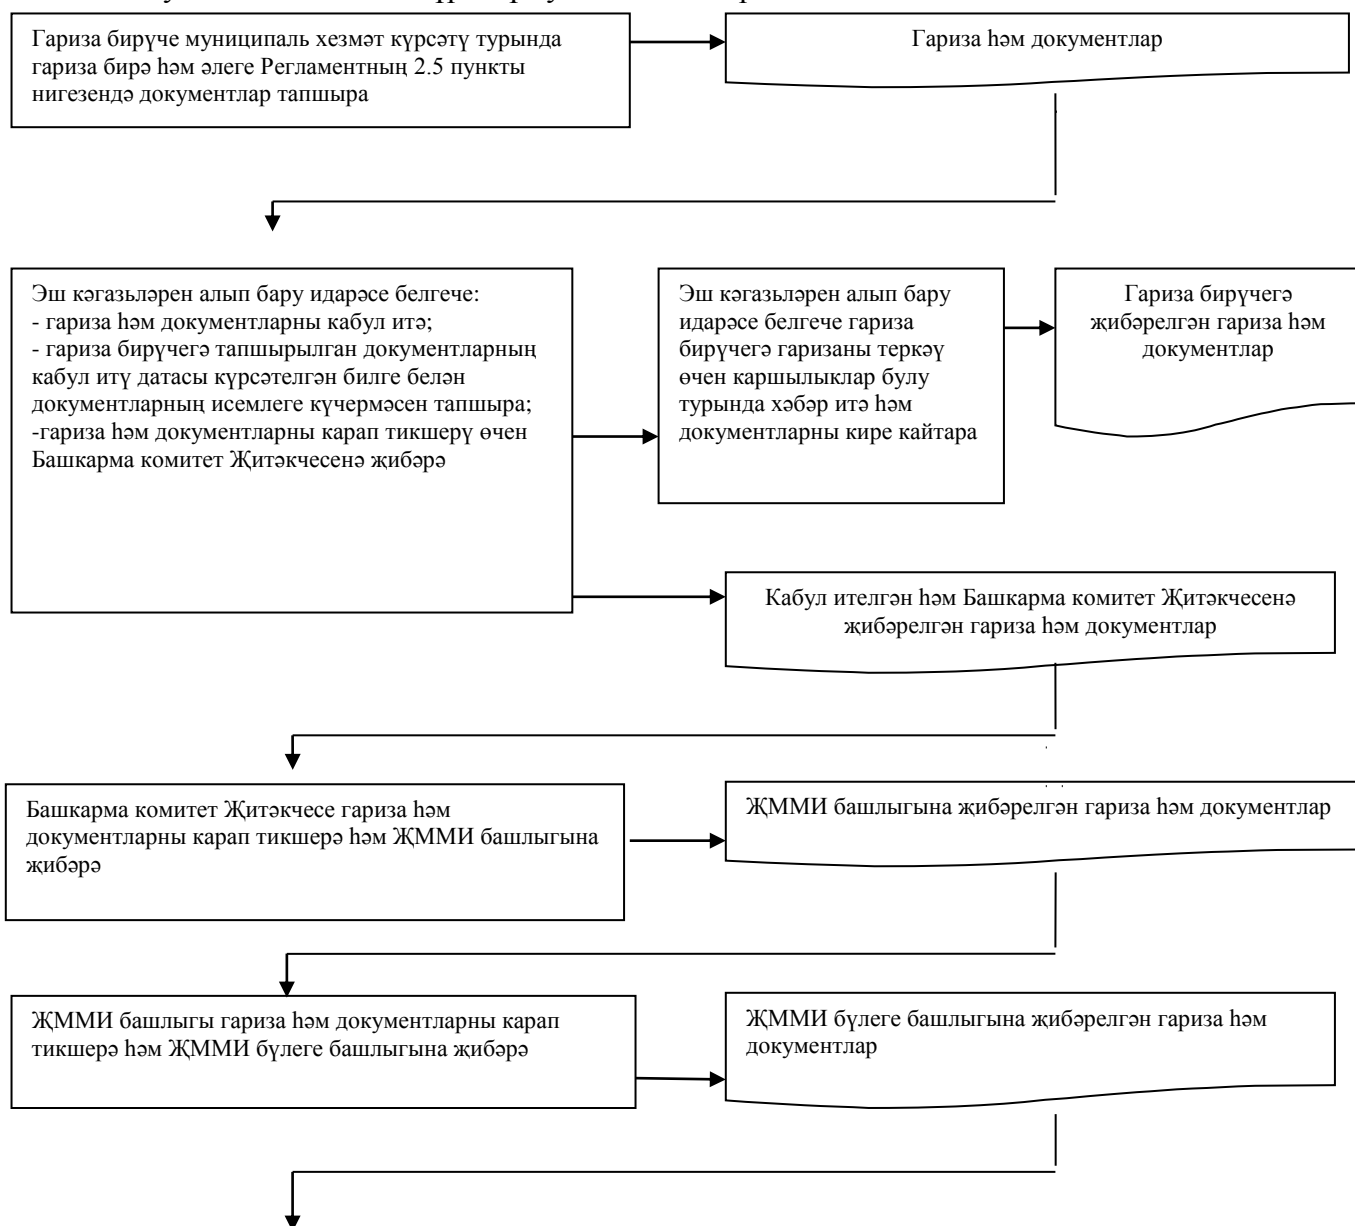 Гариза бирүче муниципаль хезмәт күрсәтү турында
гариза бирә һәм әлеге Регламентның 2.5 пункты
нигезендә документлар тапшыра
Гариза һәм документлар
Эш кәгазьләрен алып бару идарәсе белгече:
- гариза һәм документларны кабул итә;
- гариза бирүчегә тапшырылган документларның
кабул итү датасы күрсәтелгән билге белән
документларның исемлеге күчермәсен тапшыра;
-гариза һәм документларны карап тикшерү өчен
Башкарма комитет Җитәкчесенә җибәрә
Эш кәгазьләрен алып бару
идарәсе белгече гариза
бирүчегә гаризаны теркәү
өчен каршылыклар булу
турында хәбәр итә һәм
документларны кире кайтара
Гариза бирүчегә
җибәрелгән гариза һәм
документлар
Кабул ителгән һәм Башкарма комитет Җитәкчесенә
җибәрелгән гариза һәм документлар
Башкарма комитет Җитәкчесе гариза һәм
документларны карап тикшерә һәм ҖММИ башлыгына
җибәрә
ҖММИ башлыгына җибәрелгән гариза һәм документлар
ҖММИ башлыгы гариза һәм документларны карап
тикшерә һәм ҖММИ бүлеге башлыгына җибәрә
ҖММИ бүлеге башлыгына җибәрелгән гариза һәм
документлар